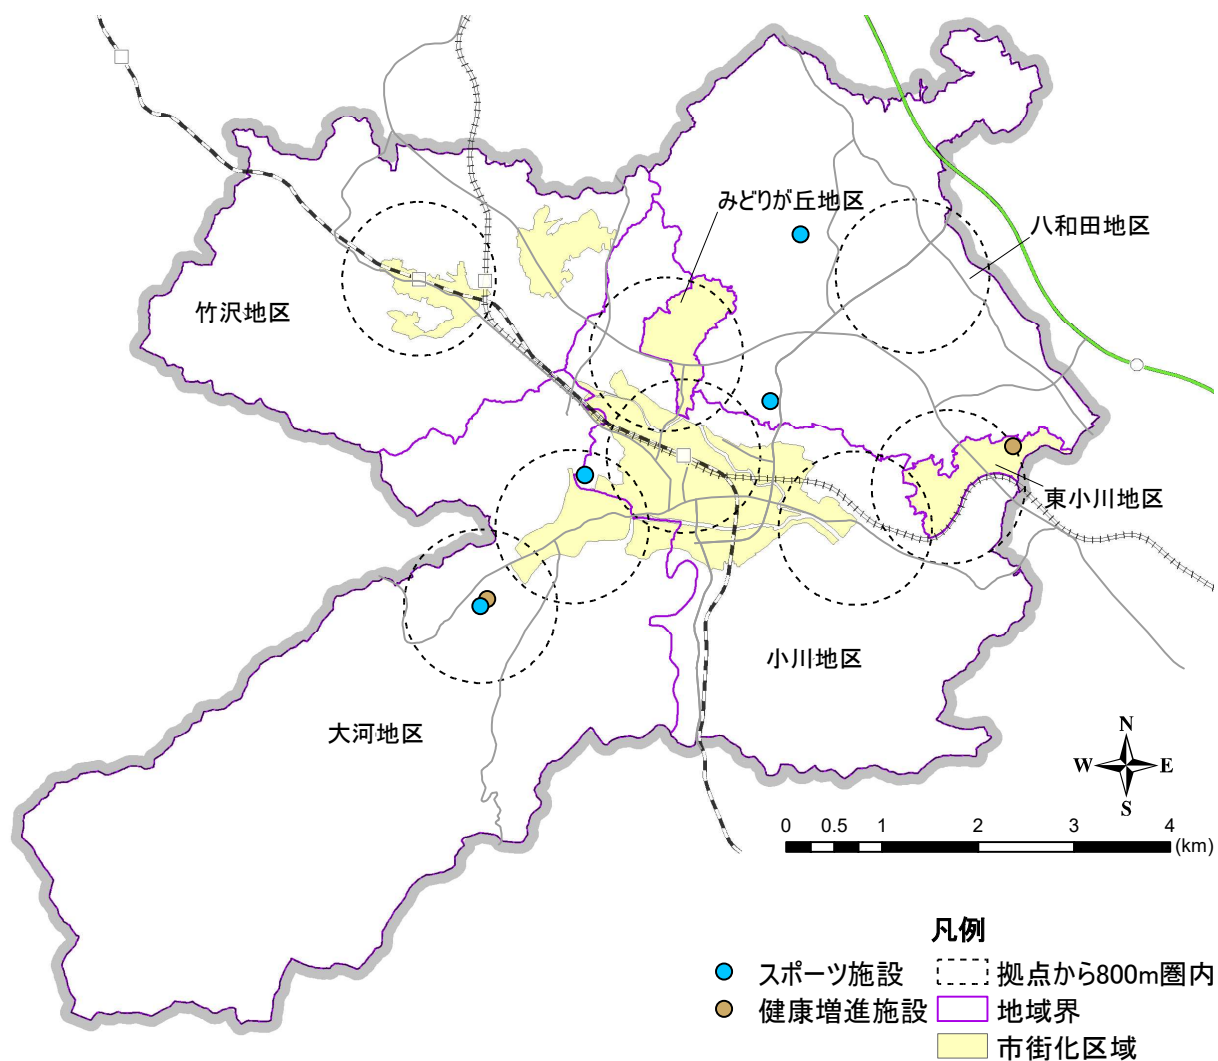 みどりが丘地区
八和田地区
竹沢地区
東小川地区
小川地区
大河地区
N
W E
S
0 0.5 1 2 3 4
(km)
凡例
スポーツ施設
拠点から800m圏内
健康増進施設
地域界
市街化区域